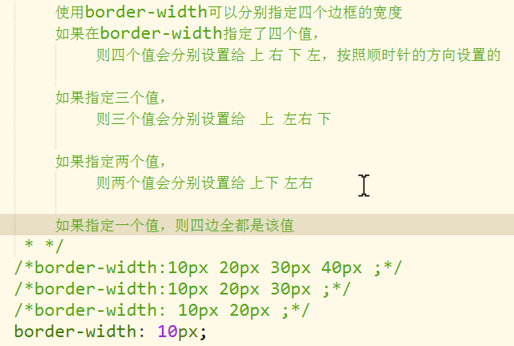 使用border-width可以分别指定四个边框的宽度
如果在border-width指定了四个值，
则四个值会分别设置给 上 右 下 左，按照顺时针的方向设置的
如果指定三个值，
则三个值会分别设置给 上 左右 下
如果指定两个值，
则两个值会分别设置给 上下 左右
如果指定一个值，则四边全都是该值
* */
/*border-width:10px 20px 30px 40px ;*/
/*border-width:10px 20px 30px ;*/
/*border-width: 10px 20px ;*/
border-width: 10px;